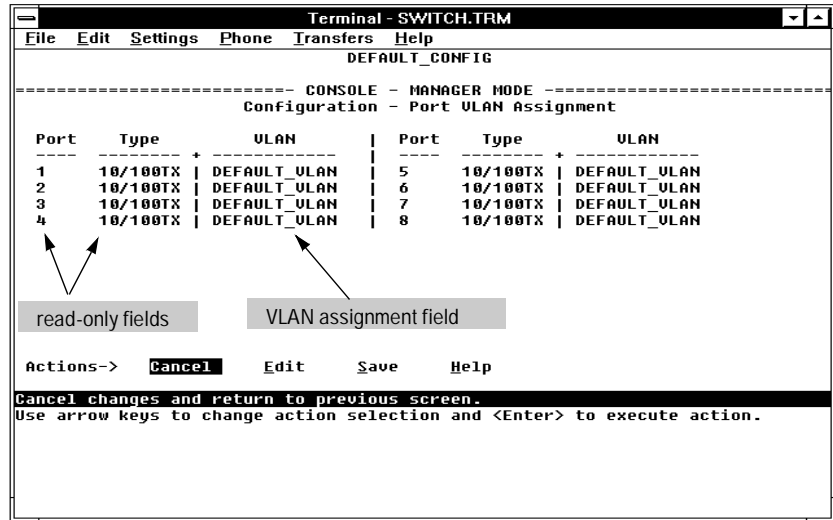 Terminal - SWITCH.TRM
File Edit Settings Phone Transfers Help
DEFAULT_CONFIG
===========================- CONSOLE - MANAGER MODE -===========================
Configuration - Port VLAN Assignment
Port Type VLAN | Port Type VLAN
---- -------- + ------------- | ---- -------- + -------------
1 10/100TX | DEFAULT_VLAN | 5 10/100TX | DEFAULT_VLAN
2 10/100TX | DEFAULT_VLAN | 6 10/100TX | DEFAULT_VLAN
3 10/100TX | DEFAULT_VLAN | 7 10/100TX | DEFAULT_VLAN
4 10/100TX | DEFAULT_VLAN | 8 10/100TX | DEFAULT_VLAN
read-only fields VLAN assignment field
Actions-> Cancel Edit Save Help
Cancel changes and return to previous screen.
Use arrow keys to change action selection and <Enter> to execute action.